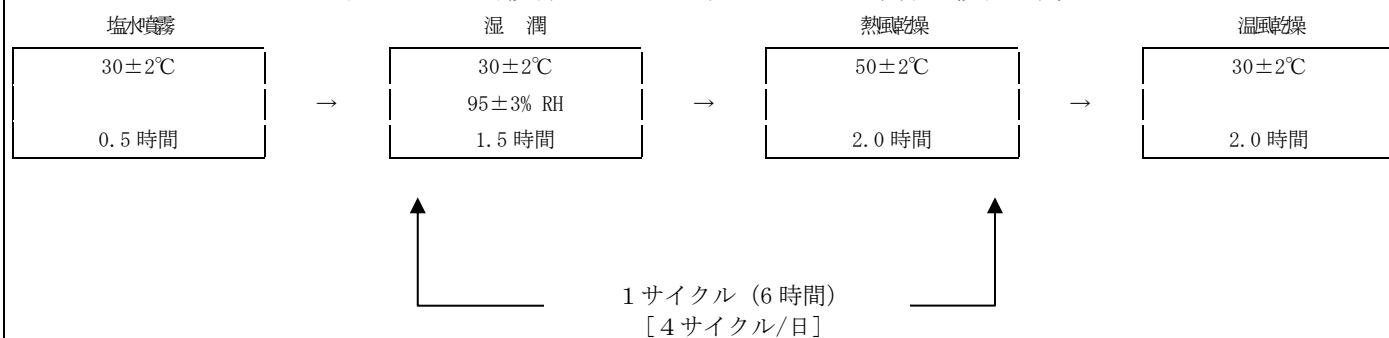 塩水噴霧 湿 潤 熱風乾燥 温風乾燥
30±2℃ 30±2℃ 50±2℃ 30±2℃
→ 95±3% RH → →
0.5 時間 1.5 時間 2.0 時間 2.0 時間
1サイクル (6 時間)
[4サイクル/日]